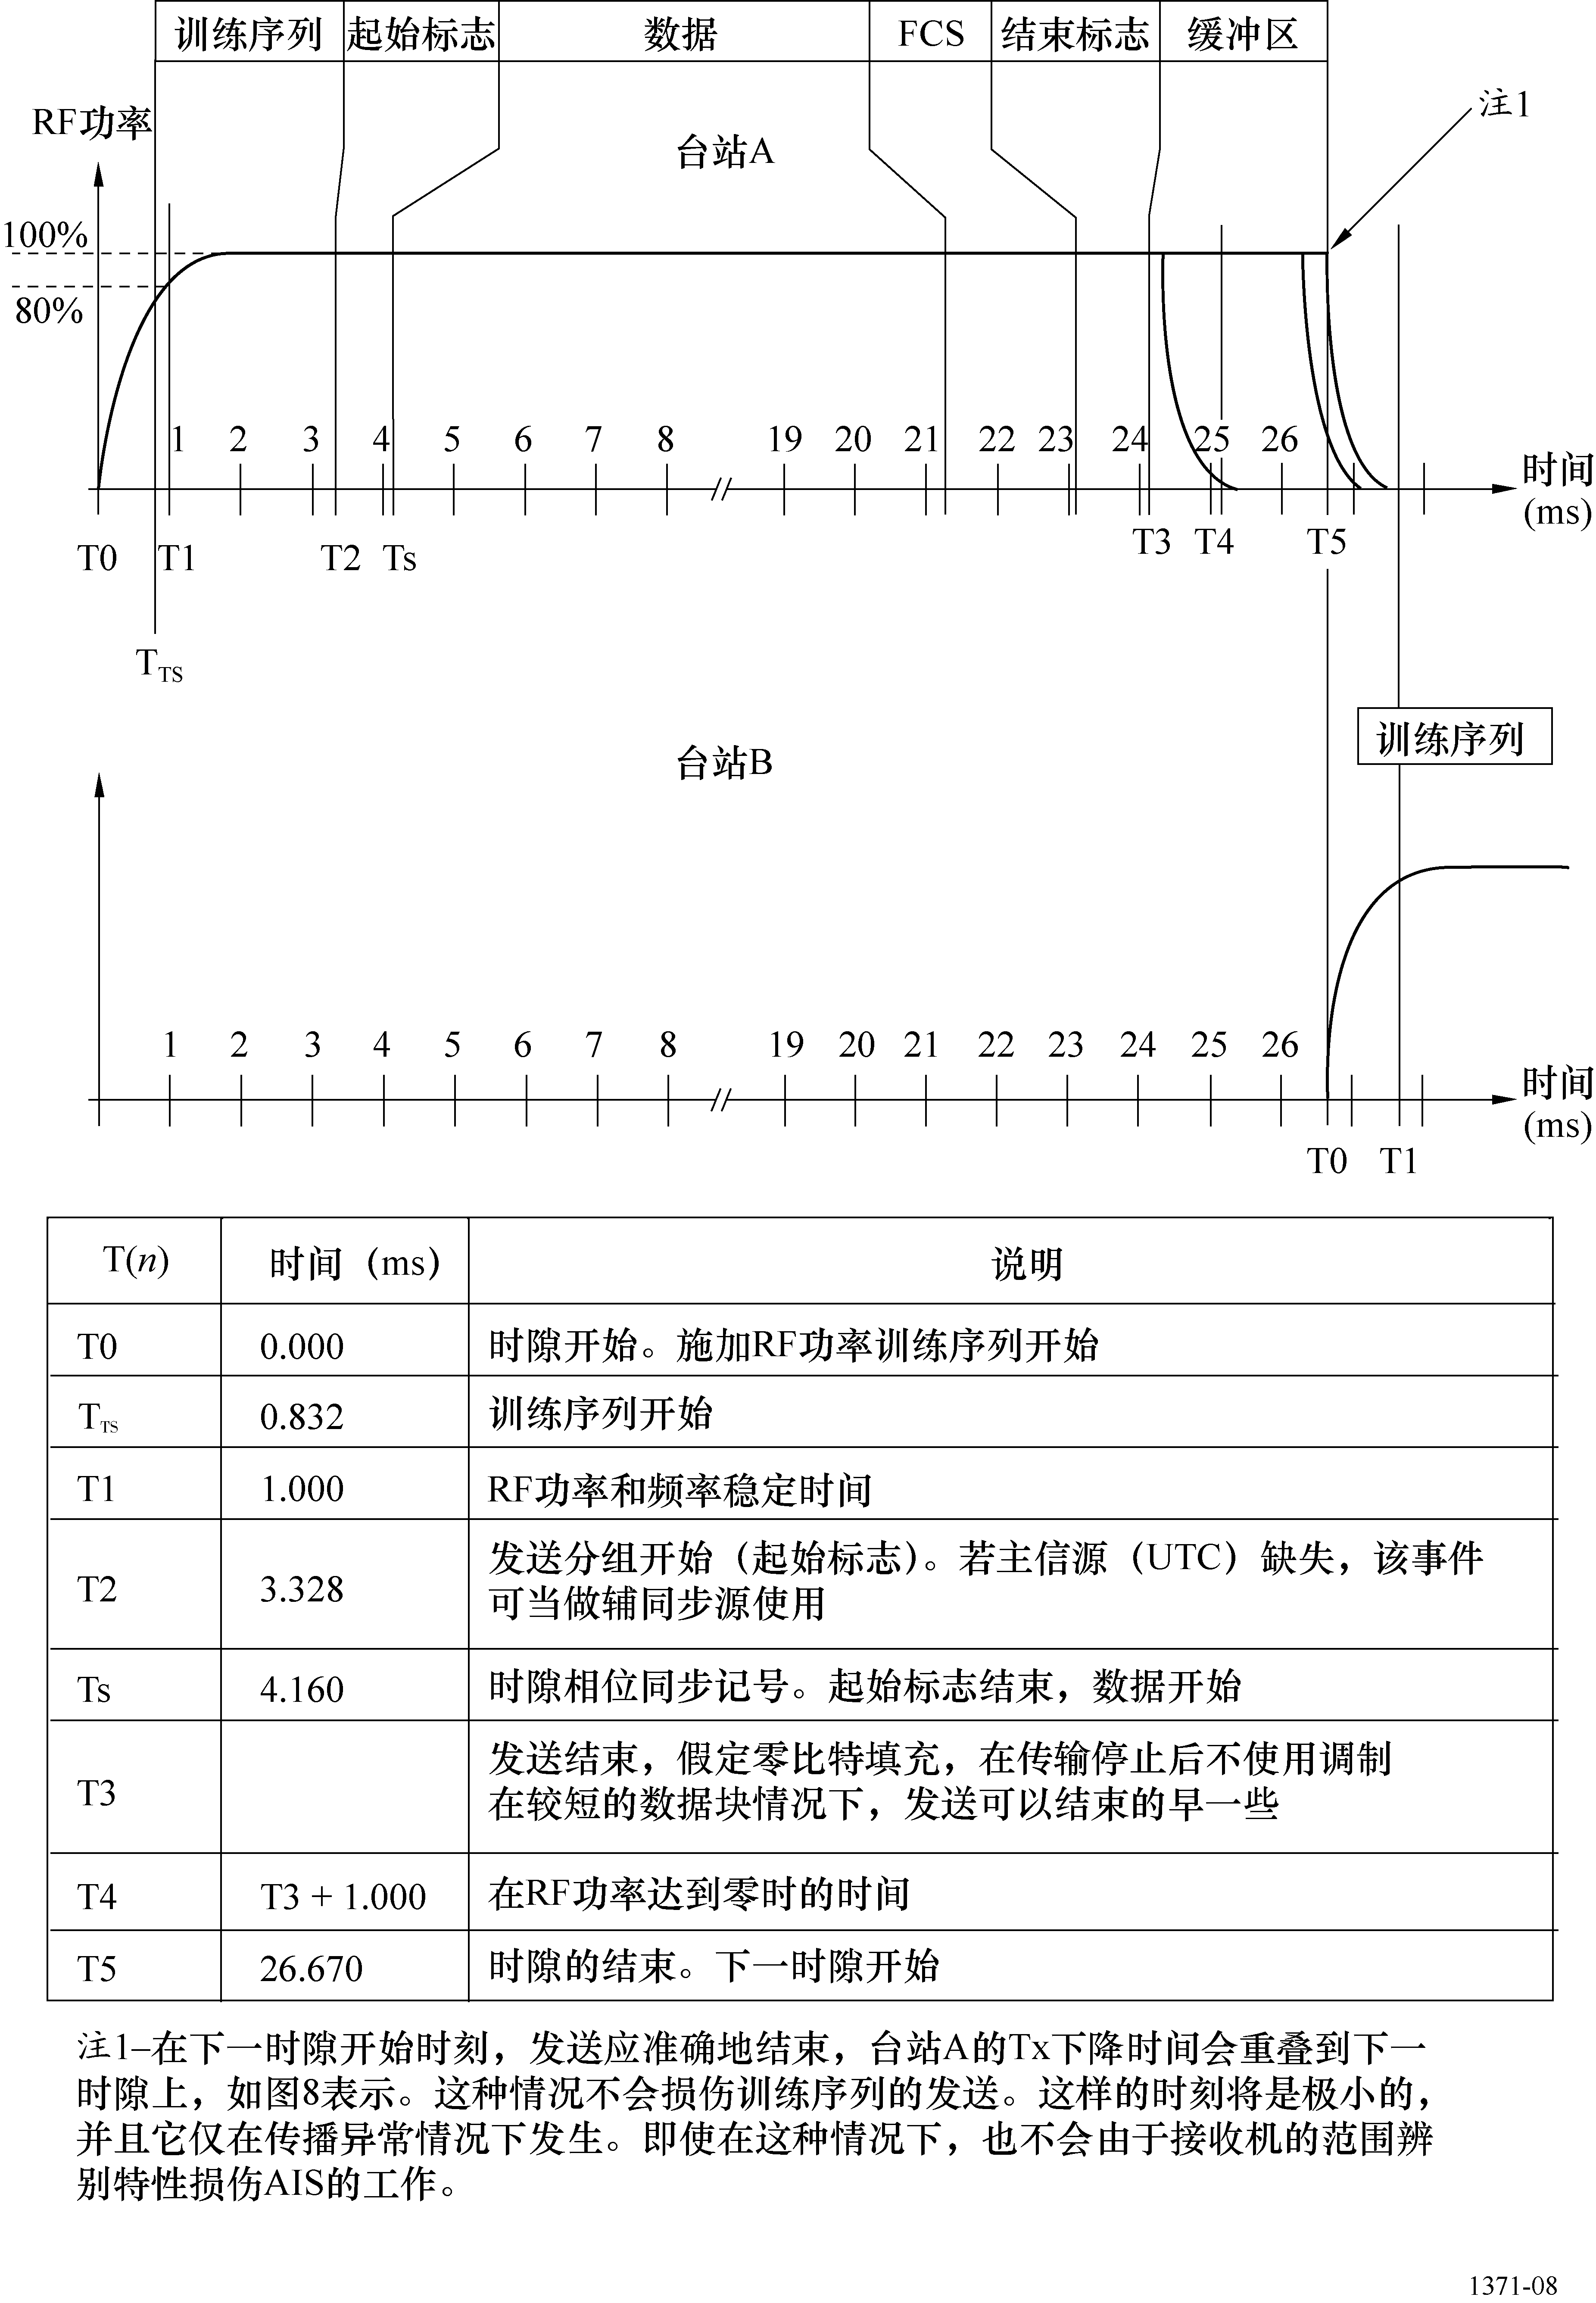 训练序列 起始标志 数据 FCS 结束标志 缓冲区
RF功率
注1
台站A
100%
80%
1 2 3 4 5 6 7 8 19 20 21 22 23 24 25 26
时间
(ms)
T0 T1 T2 Ts T3 T4 T5
TTS
训练序列
台站B
1 2 3 4 5 6 7 8 19 20 21 22 23 24 25 26
时间
(ms)
T0 T1
T(n) 时间（ms） 说明
T0 0.000 时隙开始。施加RF功率训练序列开始
TTS 0.832 训练序列开始
T1 1.000 RF功率和频率稳定时间
T2 3.328 发送分组开始（起始标志）。若主信源（UTC）缺失，该事件
可当做辅同步源使用
Ts 4.160 时隙相位同步记号。起始标志结束，数据开始
T3 发送结束，假定零比特填充，在传输停止后不使用调制
在较短的数据块情况下，发送可以结束的早一些
T4 T3 + 1.000 在RF功率达到零时的时间
T5 26.670 时隙的结束。下一时隙开始
注1–在下一时隙开始时刻，发送应准确地结束，台站A的Tx下降时间会重叠到下一
时隙上，如图8表示。这种情况不会损伤训练序列的发送。这样的时刻将是极小的，
并且它仅在传播异常情况下发生。即使在这种情况下，也不会由于接收机的范围辨
别特性损伤AIS的工作。
1371-08